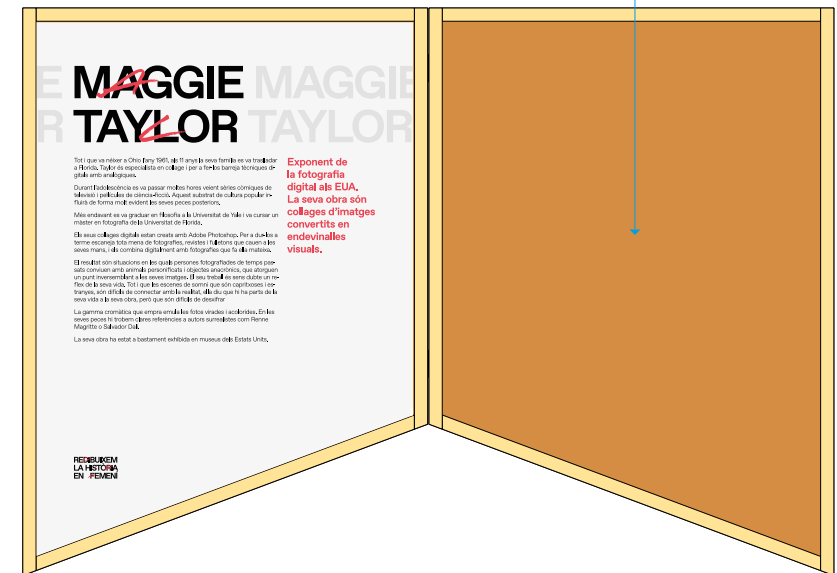 E MAGGIE MAGGIE
R TAYLOR TAYLOR
Tot i que va néixer a Ohio l'any 1961, als 11 anys la seva família es va traslladar
a Florida. Taylor és especialista en collage i per a fer-los barreja tècniques di-
gitals amb analògiques.
Durant l'adolescència es va passar moltes hores veient sèries còmiques de
televisió i pel·lícules de ciència-ficció. Aquest substrat de cultura popular in-
fluirà de forma molt evident les seves peces posteriors.
Més endavant es va graduar en filosofia a la Universitat de Yale i va cursar un
màster en fotografia de la Universitat de Florida.
Els seus collages digitals estan creats amb Adobe Photoshop. Per a dur-los a
terme escaneja tota mena de fotografies, revistes i fulletons que cauen a les
seves mans, i els combina digitalment amb fotografies que fa ella mateixa.
El resultat són situacions en les quals persones fotografiades de temps pas-
sats conviuen amb animals personificats i objectes anacrònics, que atorguen
un punt inversemblant a les seves imatges. El seu treball és sens dubte un re-
flex de la seva vida. Tot i que les escenes de somni que són capritxoses i es-
tranyes, són difícils de connectar amb la realitat, ella diu que hi ha parts de la
seva vida a la seva obra, però que són difícils de desxifrar
La gamma cromàtica que empra emula les fotos virades i acolorides. En les
seves peces hi trobem clares referències a autors surrealistes com Renne
Magritte o Salvador Dalí.
La seva obra ha estat a bastament exhibida en museus dels Estats Units.
Exponent de
la fotografia
digital als EUA.
La seva obra són
collages d'imatges
convertits en
endevinalles
visuals.
REDIBUIXEM
LA HISTÒRIA
EN FEMENÍ